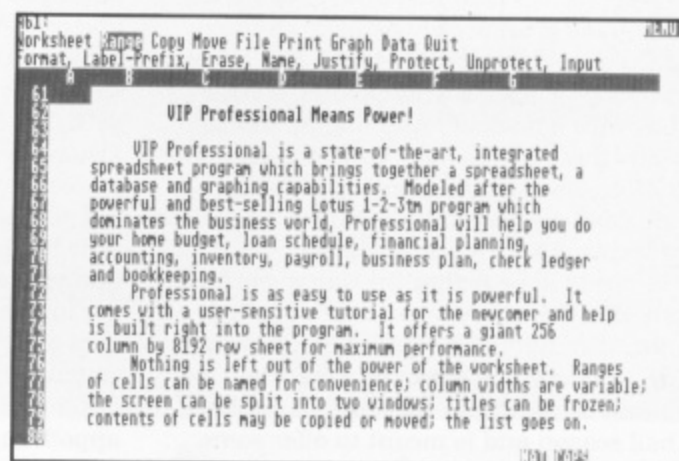 A61: MENU
Worksheet Range Copy Move File Print Graph Data Quit
Format, Label-Prefix, Erase, Name, Justify, Protect, Unprotect, Input
A B C D E F G
61
62 VIP Professional Means Power!
63
64 VIP Professional is a state-of-the-art, integrated
65 spreadsheet program which brings together a spreadsheet, a
66 database and graphing capabilities. Modeled after the
67 powerful and best-selling Lotus 1-2-3tm program which
68 dominates the business world, Professional will help you do
69 your home budget, loan schedule, financial planning,
70 accounting, inventory, payroll, business plan, check ledger
71 and bookkeeping.
72 Professional is as easy to use as it is powerful. It
73 comes with a user-sensitive tutorial for the newcomer and help
74 is built right into the program. It offers a giant 256
75 column by 8192 row sheet for maximum performance.
76 Nothing is left out of the power of the worksheet. Ranges
77 of cells can be named for convenience; column widths are variable;
78 the screen can be split into two windows; titles can be frozen;
79 contents of cells may be copied or moved; the list goes on.
80